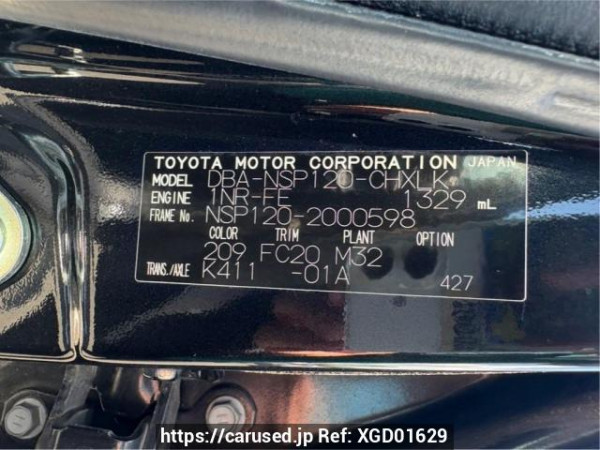 TOYOTA MOTOR CORPORATION JAPAN
MODEL DBA-NSP120-CHXLK
ENGINE 1NR-FE 1329 mL
FRAME No. NSP120-2000598
COLOR TRIM PLANT OPTION
209 FC20 M32
TRANS./AXLE K411 -01A 427
https://carused.jp Ref: XGD01629